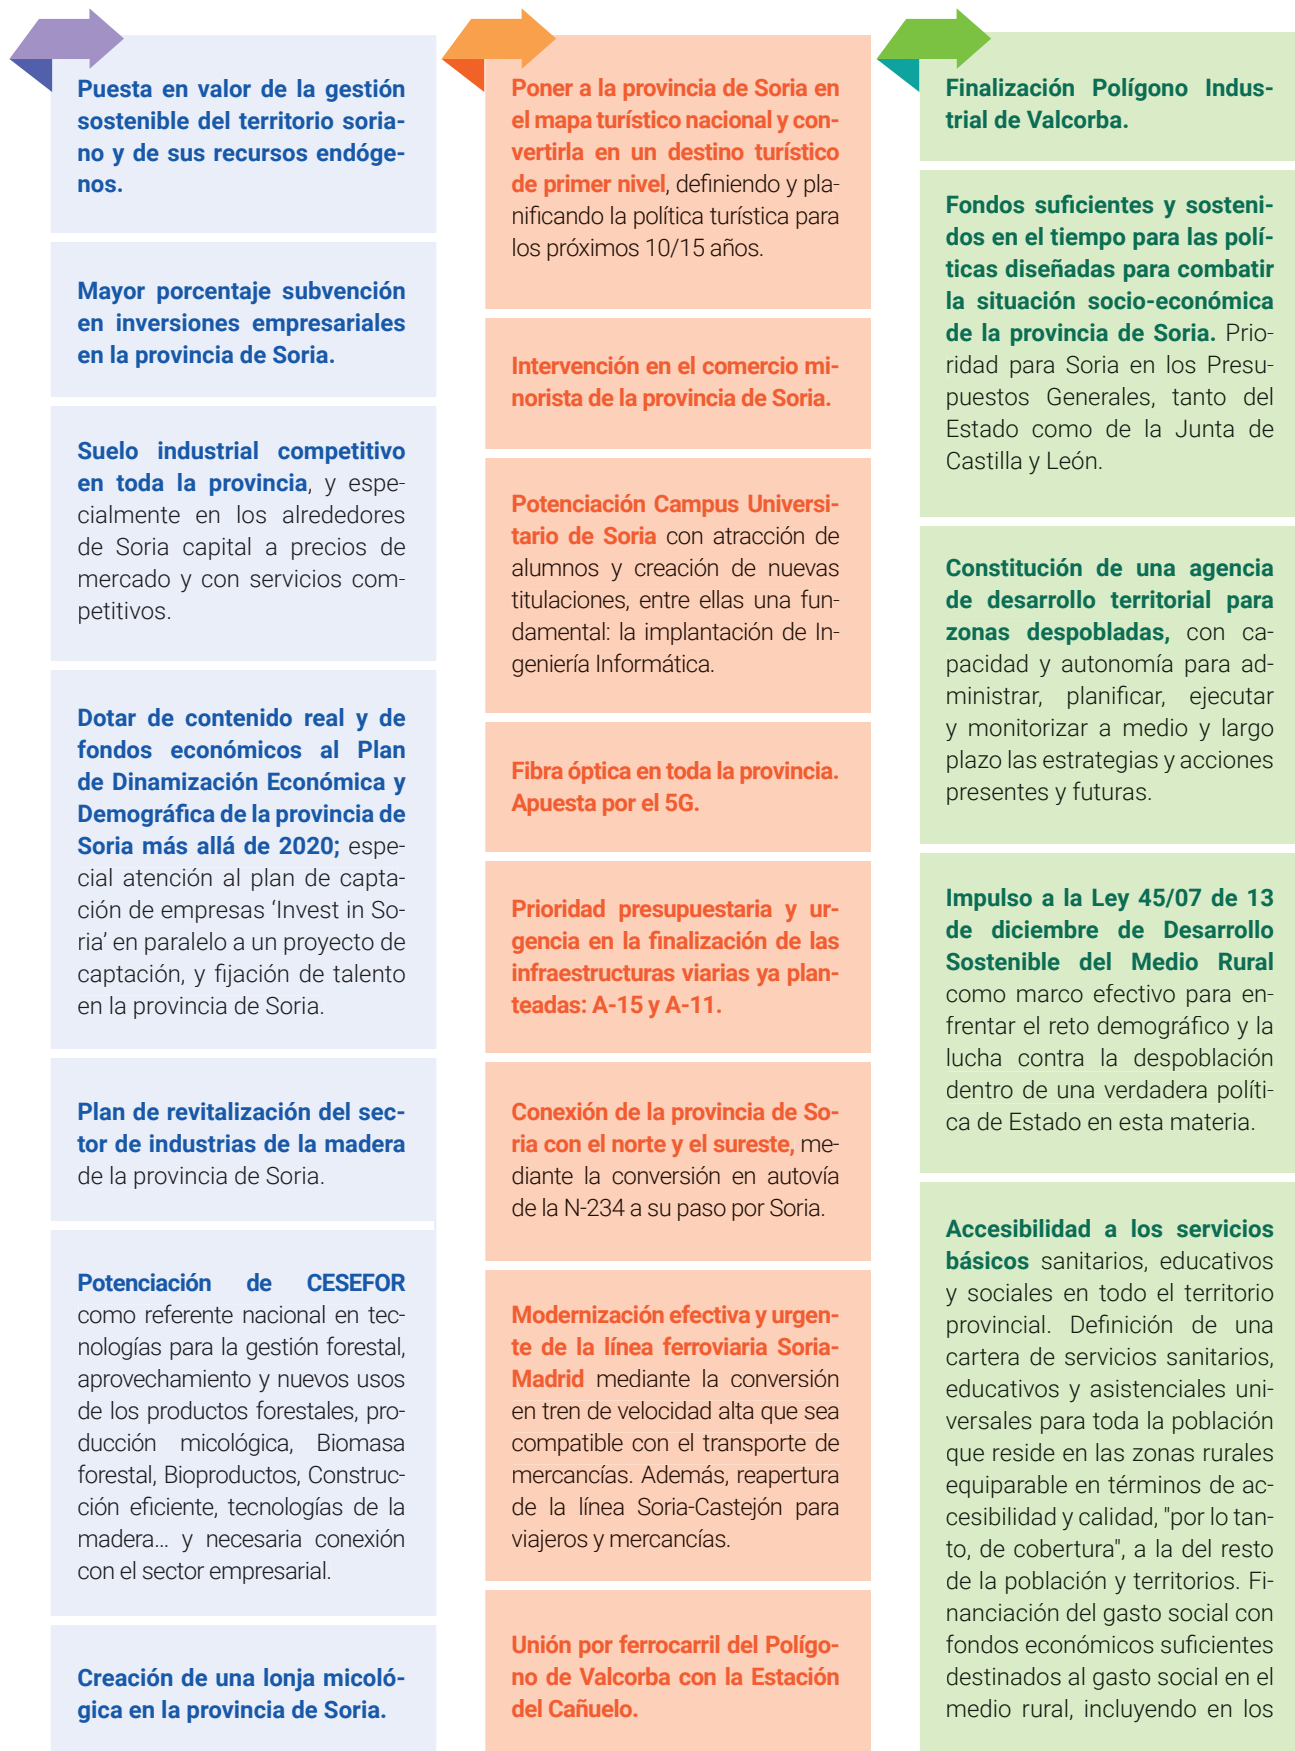 Puesta en valor de la gestión
sostenible del territorio soria-
no y de sus recursos endóge-
nos.
Mayor porcentaje subvención
en inversiones empresariales
en la provincia de Soria.
Suelo industrial competitivo
en toda la provincia, y espe-
cialmente en los alrededores
de Soria capital a precios de
mercado y con servicios com-
petitivos.
Dotar de contenido real y de
fondos económicos al Plan
de Dinamización Económica y
Demográfica de la provincia de
Soria más allá de 2020; espe-
cial atención al plan de capta-
ción de empresas ‘Invest in So-
ria’ en paralelo a un proyecto de
captación, y fijación de talento
en la provincia de Soria.
Plan de revitalización del sec-
tor de industrias de la madera
de la provincia de Soria.
Potenciación de CESEFOR
como referente nacional en tec-
nologías para la gestión forestal,
aprovechamiento y nuevos usos
de los productos forestales, pro-
ducción micológica, Biomasa
forestal, Bioproductos, Construc-
ción eficiente, tecnologías de la
madera... y necesaria conexión
con el sector empresarial.
Creación de una lonja micoló-
gica en la provincia de Soria.
Poner a la provincia de Soria en
el mapa turístico nacional y con-
vertirla en un destino turístico
de primer nivel, definiendo y pla-
nificando la política turística para
los próximos 10/15 años.
Intervención en el comercio mi-
norista de la provincia de Soria.
Potenciación Campus Universi-
tario de Soria con atracción de
alumnos y creación de nuevas
titulaciones, entre ellas una fun-
damental: la implantación de In-
geniería Informática.
Fibra óptica en toda la provincia.
Apuesta por el 5G.
Prioridad presupuestaria y ur-
gencia en la finalización de las
infraestructuras viarias ya plan-
teadas: A-15 y A-11.
Conexión de la provincia de So-
ria con el norte y el sureste, me-
diante la conversión en autovía
de la N-234 a su paso por Soria.
Modernización efectiva y urgen-
te de la línea ferroviaria Soria-
Madrid mediante la conversión
en tren de velocidad alta que sea
compatible con el transporte de
mercancías. Además, reapertura
de la línea Soria-Castejón para
viajeros y mercancías.
Unión por ferrocarril del Polígo-
no de Valcorba con la Estación
del Cañuelo.
Finalización Polígono Indus-
trial de Valcorba.
Fondos suficientes y sosteni-
dos en el tiempo para las polí-
ticas diseñadas para combatir
la situación socio-económica
de la provincia de Soria. Prio-
ridad para Soria en los Presu-
puestos Generales, tanto del
Estado como de la Junta de
Castilla y León.
Constitución de una agencia
de desarrollo territorial para
zonas despobladas, con ca-
pacidad y autonomía para ad-
ministrar, planificar, ejecutar
y monitorizar a medio y largo
plazo las estrategias y acciones
presentes y futuras.
Impulso a la Ley 45/07 de 13
de diciembre de Desarrollo
Sostenible del Medio Rural
como marco efectivo para en-
frentar el reto demográfico y la
lucha contra la despoblación
dentro de una verdadera políti-
ca de Estado en esta materia.
Accesibilidad a los servicios
básicos sanitarios, educativos
y sociales en todo el territorio
provincial. Definición de una
cartera de servicios sanitarios,
educativos y asistenciales uni-
versales para toda la población
que reside en las zonas rurales
equiparable en términos de ac-
cesibilidad y calidad, "por lo tan-
to, de cobertura", a la del resto
de la población y territorios. Fi-
nanciación del gasto social con
fondos económicos suficientes
destinados al gasto social en el
medio rural, incluyendo en los